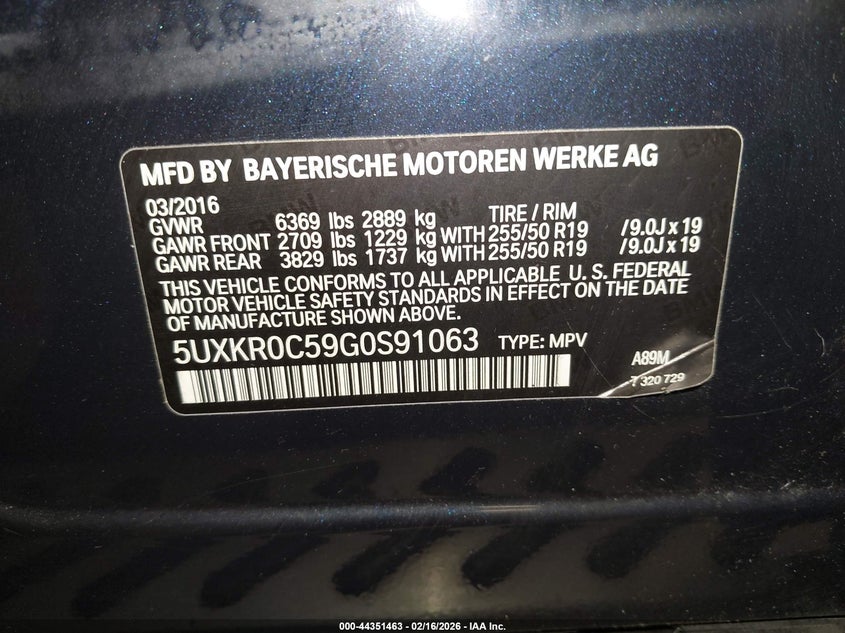 MFD BY BAYERISCHE MOTOREN WERKE AG
03/2016 TIRE / RIM
GVWR 6369 lbs 2889 kg
GAWR FRONT 2709 lbs 1229 kg WITH 255/50 R19 /9.0J x 19
GAWR REAR 3829 lbs 1737 kg WITH 255/50 R19 /9.0J x 19
THIS VEHICLE CONFORMS TO ALL APPLICABLE U. S. FEDERAL
MOTOR VEHICLE SAFETY STANDARDS IN EFFECT ON THE DATE
OF MANUFACTURE SHOWN ABOVE.
5UXKR0C59G0S91063 TYPE: MPV
A89M
7 320 729
000-44351463 - 02/16/2026 - IAA Inc.